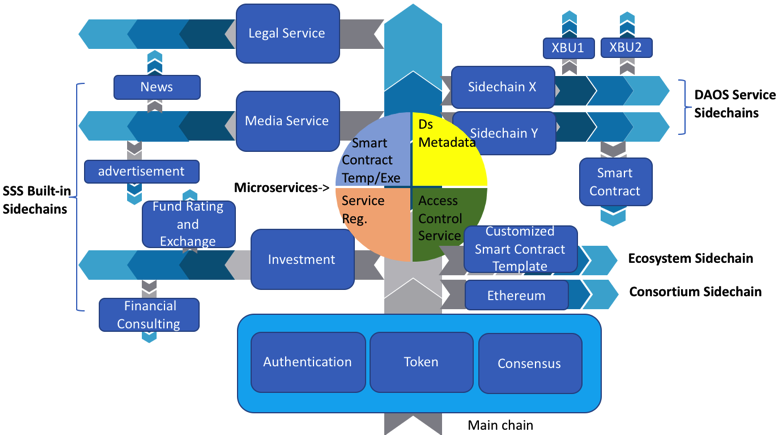 Legal Service
XBU1
XBU2
News
Sidechain X
DAOS Service
Sidechains
Media Service
Ds
Metadata
Sidechain Y
Smart
Contract
Temp/Exe
advertisement
Smart
Contract
SSS Built-in
Sidechains
Microservices->
Fund Rating
and
Exchange
Service
Reg.
Access
Control
Service
Customized
Smart Contract
Template
Investment
Ecosystem Sidechain
Ethereum
Consortium Sidechain
Financial
Consulting
Authentication
Token
Consensus
Main chain